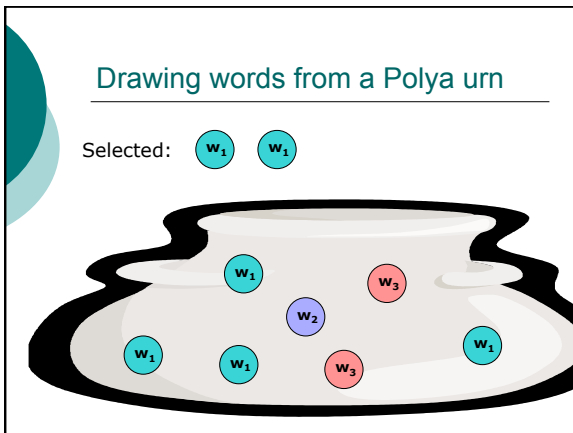 Drawing words from a Polya urn
Selected: w₁ w₁
w₁
w₃
w₂
w₁
w₁
w₁
w₃